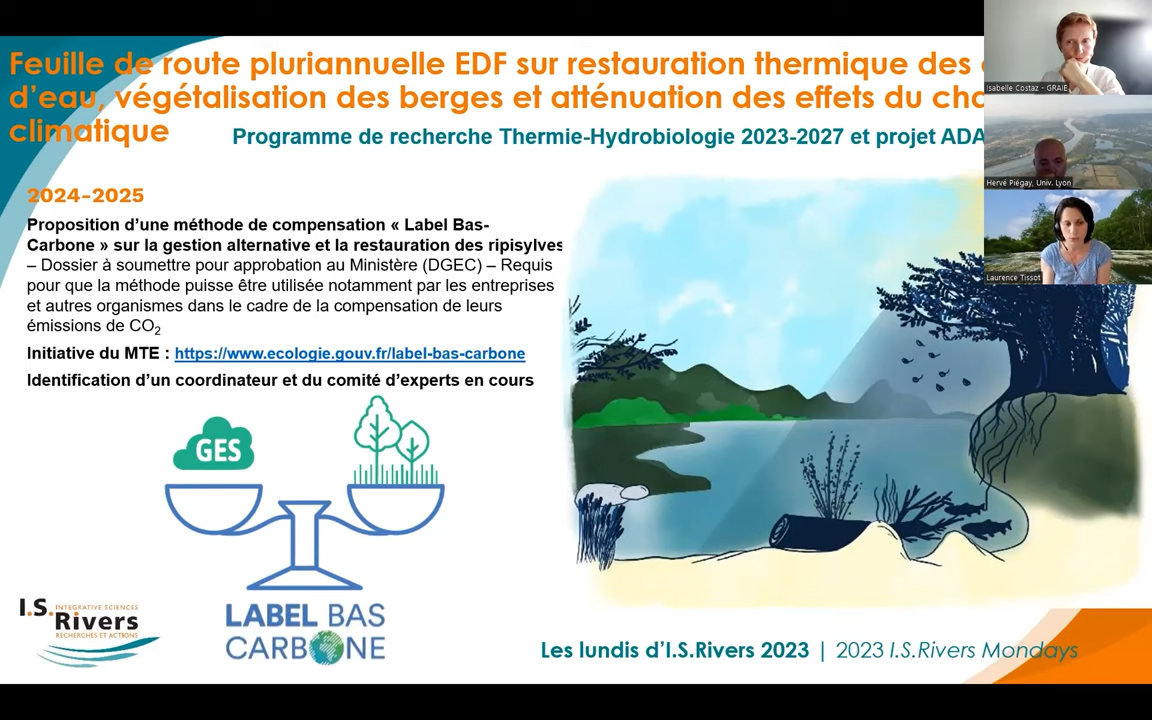 Feuille de route pluriannuelle EDF sur restauration thermique des
d'eau, végétalisation des berges et atténuation des effets du
climatique
Programme de recherche Thermie-Hydrobiologie 2023-2027 et projet
Isabelle Costaz - GRAIE
Hervé Piégay, Univ. Lyon
Laurence Tissot
2024-2025
Proposition d'une méthode de compensation « Label Bas-
Carbone » sur la gestion alternative et la restauration des ripisylves
– Dossier à soumettre pour approbation au Ministère (DGEC) – Requis
pour que la méthode puisse être utilisée notamment par les entreprises
et autres organismes dans le cadre de la compensation de leurs
émissions de CO2
Initiative du MTE : https://www.ecologie.gouv.fr/label-bas-carbone
Identification d'un coordinateur et du comité d'experts en cours
GES
LABEL BAS
CARBONE
I.S. INTEGRATIVE SCIENCES
Rivers
RECHERCHES ET ACTIONS
Les lundis d'I.S.Rivers 2023 | 2023 I.S.Rivers Mondays